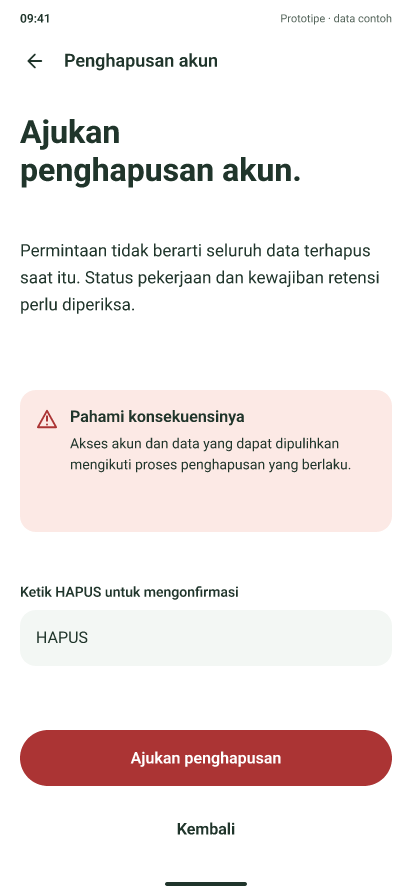 09:41
Prototipe · data contoh
Penghapusan akun
Ajukan
penghapusan akun.
Permintaan tidak berarti seluruh data terhapus
saat itu. Status pekerjaan dan kewajiban retensi
perlu diperiksa.
Pahami konsekuensinya
Akses akun dan data yang dapat dipulihkan
mengikuti proses penghapusan yang berlaku.
Ketik HAPUS untuk mengonfirmasi
HAPUS
Ajukan penghapusan
Kembali